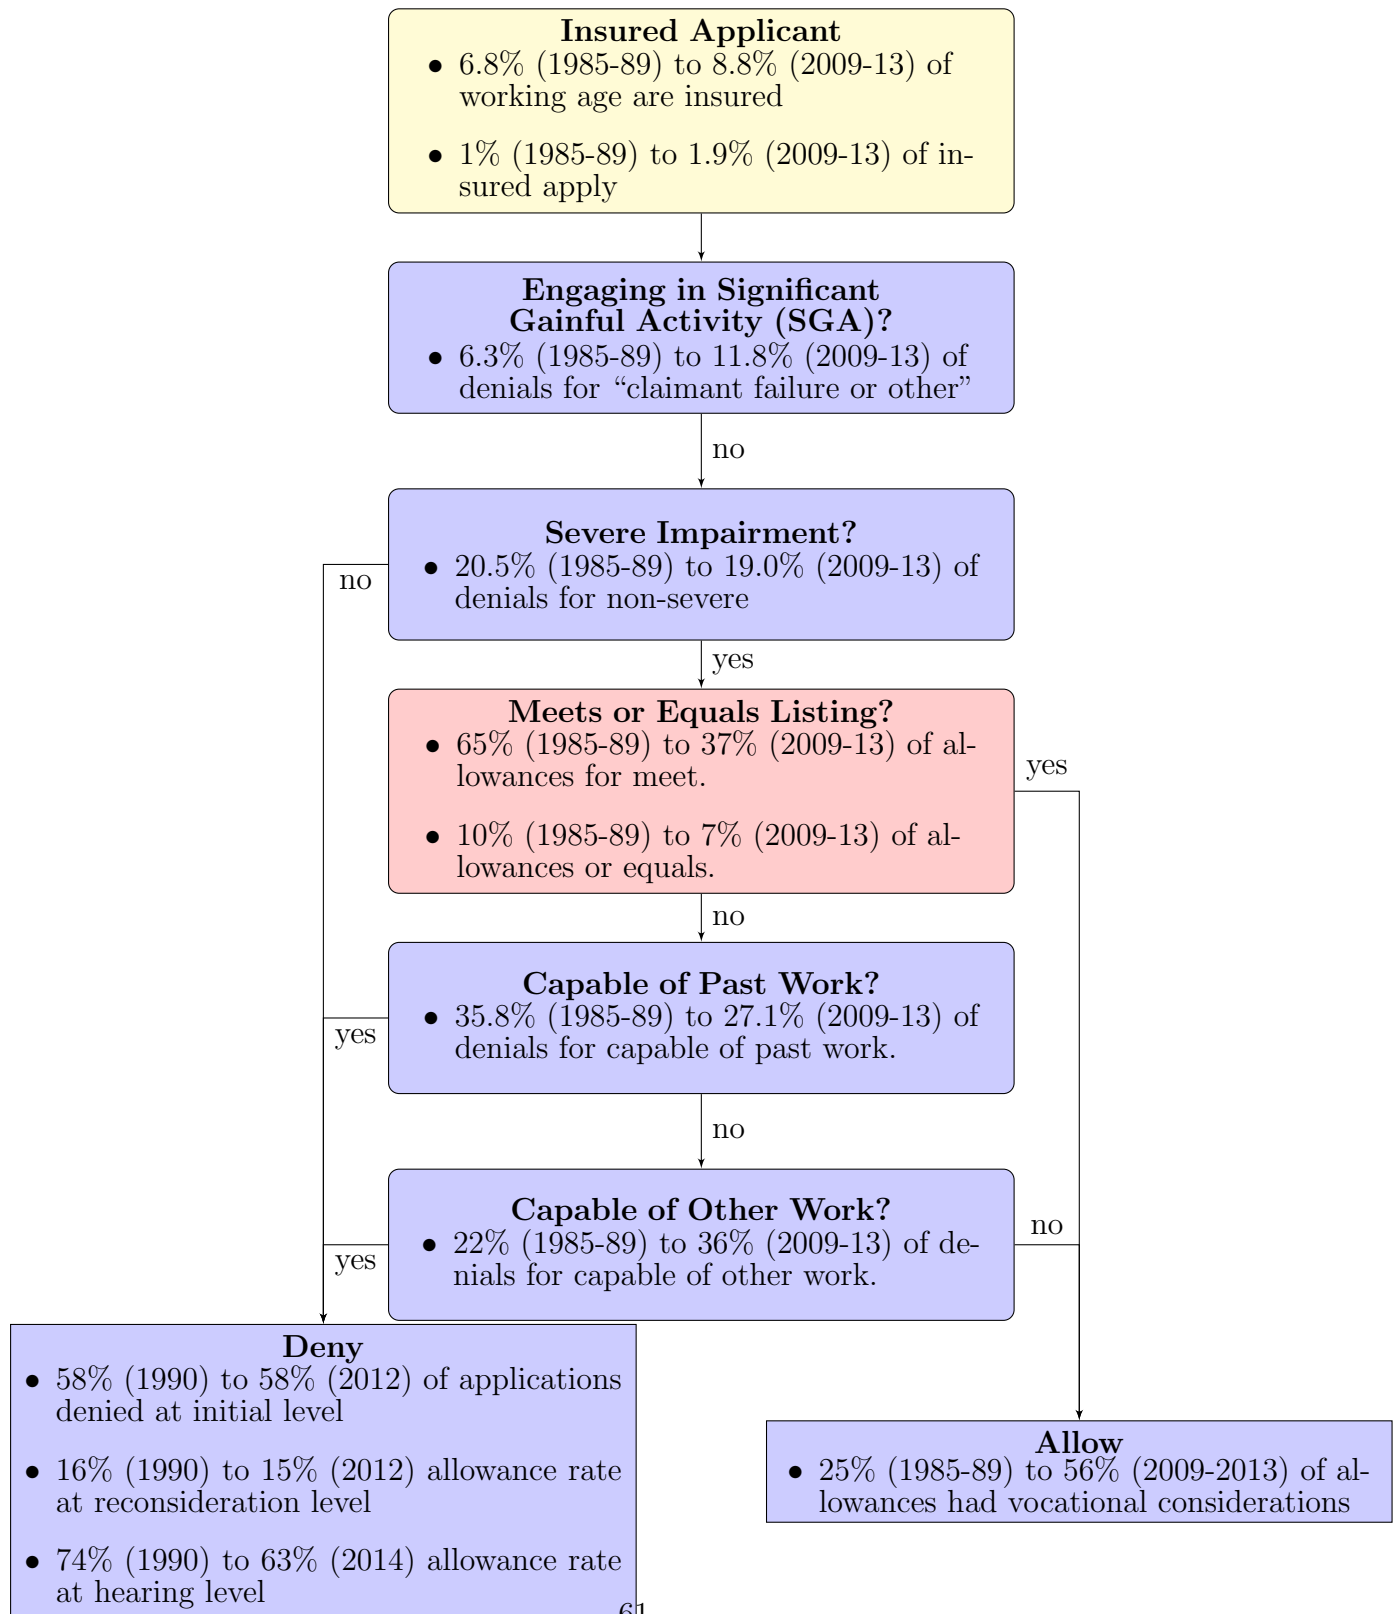 Insured Applicant
• 6.8% (1985-89) to 8.8% (2009-13) of
working age are insured
• 1% (1985-89) to 1.9% (2009-13) of in-
sured apply
Engaging in Significant
Gainful Activity (SGA)?
• 6.3% (1985-89) to 11.8% (2009-13) of
denials for “claimant failure or other”
no
Severe Impairment?
• 20.5% (1985-89) to 19.0% (2009-13) of
denials for non-severe
no
yes
Meets or Equals Listing?
• 65% (1985-89) to 37% (2009-13) of al-
lowances for meet.
• 10% (1985-89) to 7% (2009-13) of al-
lowances or equals.
yes
no
Capable of Past Work?
• 35.8% (1985-89) to 27.1% (2009-13) of
denials for capable of past work.
yes
no
Capable of Other Work?
• 22% (1985-89) to 36% (2009-13) of de-
nials for capable of other work.
yes
no
Deny
• 58% (1990) to 58% (2012) of applications
denied at initial level
• 16% (1990) to 15% (2012) allowance rate
at reconsideration level
• 74% (1990) to 63% (2014) allowance rate
at hearing level
Allow
• 25% (1985-89) to 56% (2009-2013) of al-
lowances had vocational considerations
61